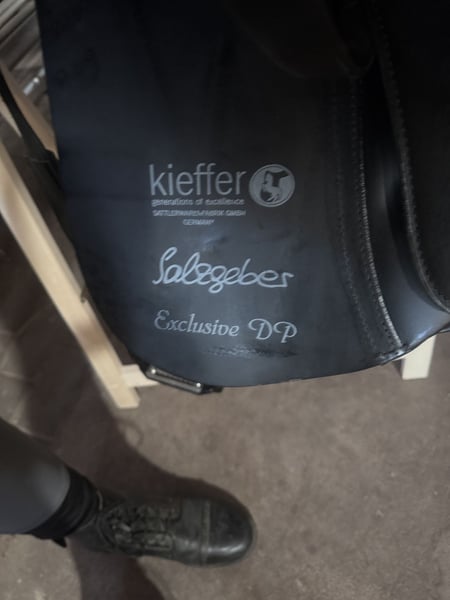 kieffer
generations of excellence
SATTLERWARENFABRIK GMBH
GERMANY
Salzgeber
Exclusive DP